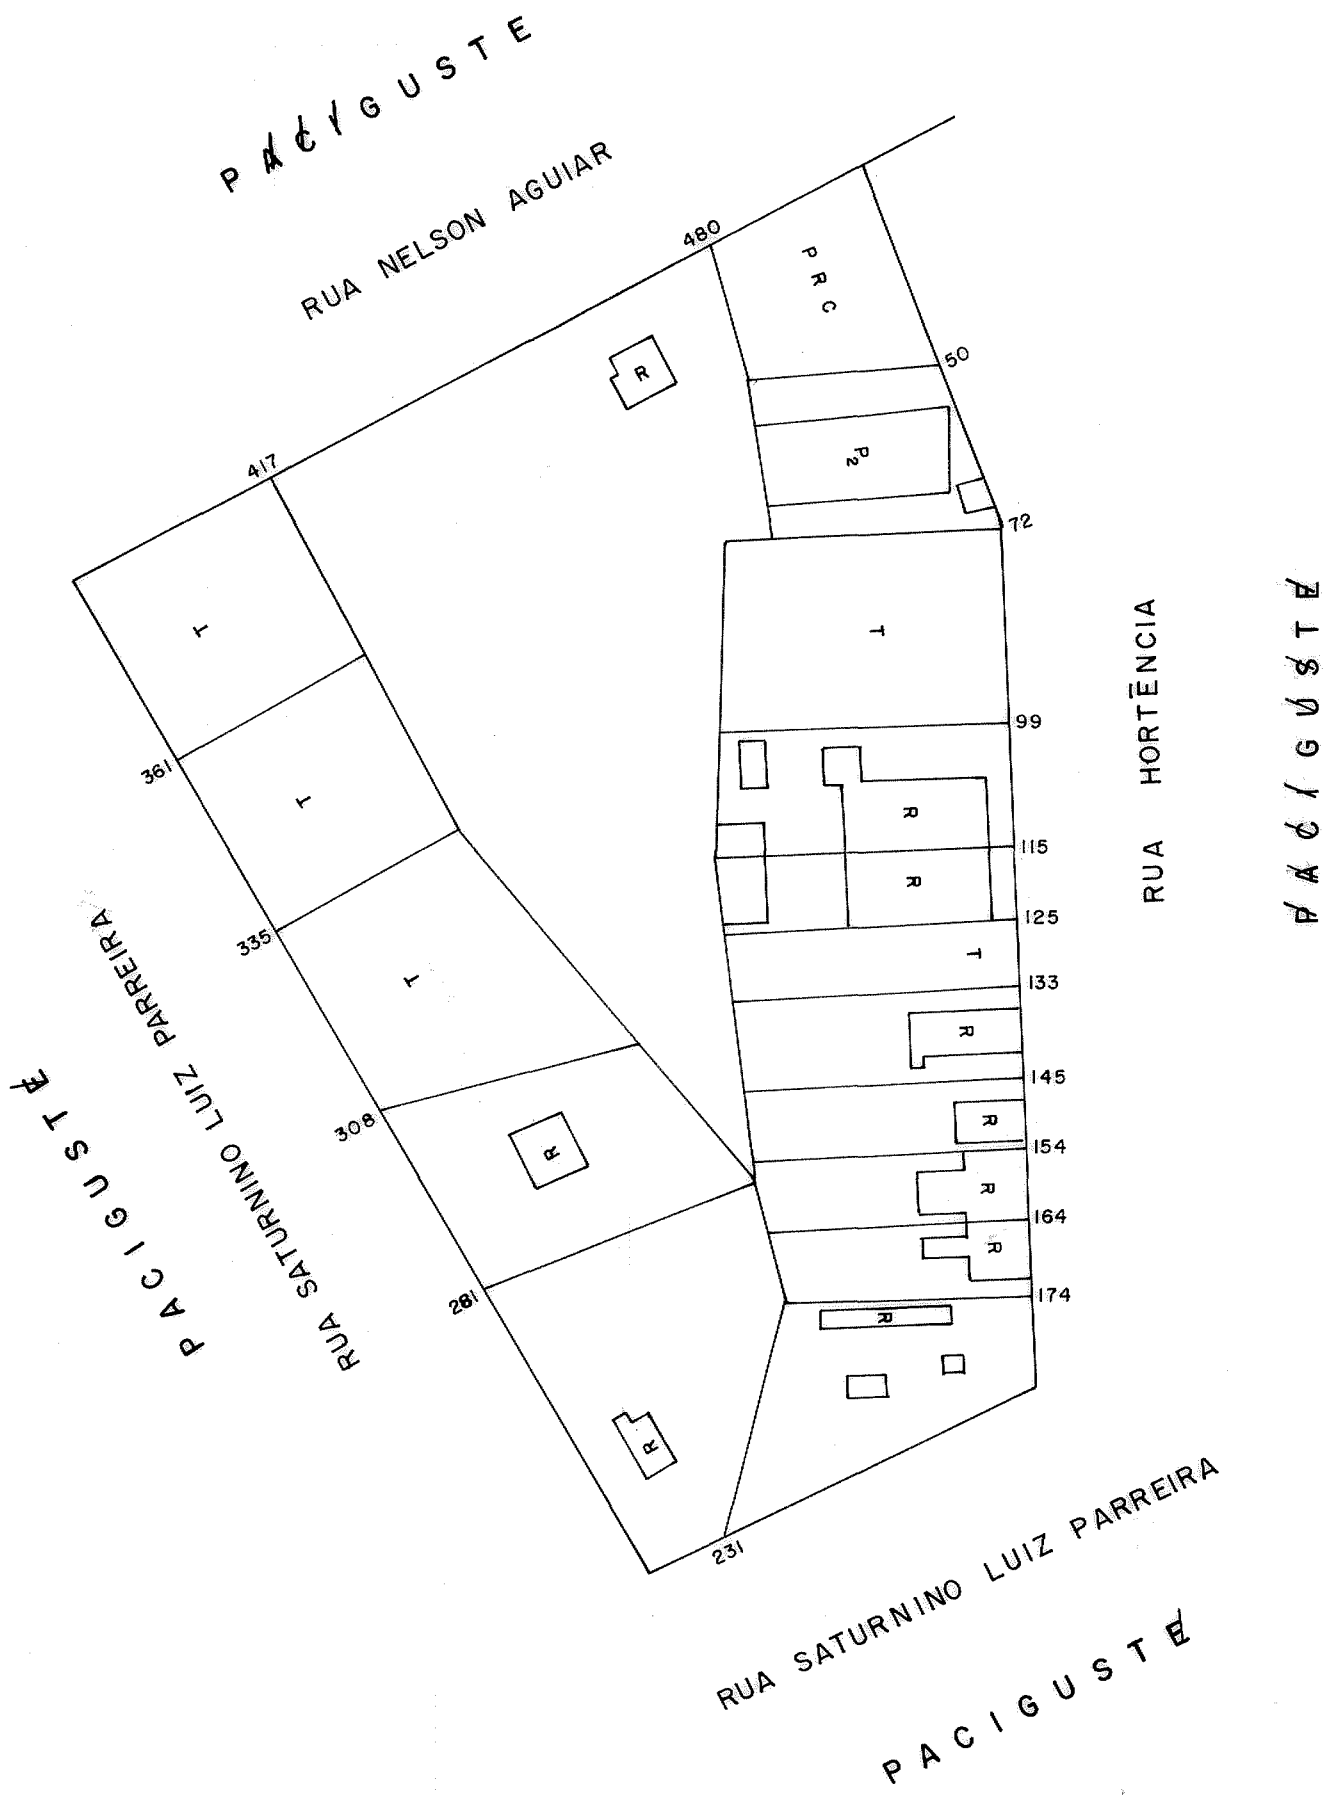 PACIGUSTE
RUA NELSON AGUIAR
480
PRC
50
R
417
P2
72
T
T
RUA HORTÊNCIA
PACIGUSTE
99
361
T
R
115
R
125
335
T
T
133
R
145
RUA SATURNINO LUIZ PARREIRA
PACIGUSTE
308
R
R
154
R
164
R
281
174
R
R
231
RUA SATURNINO LUIZ PARREIRA
PACIGUSTE